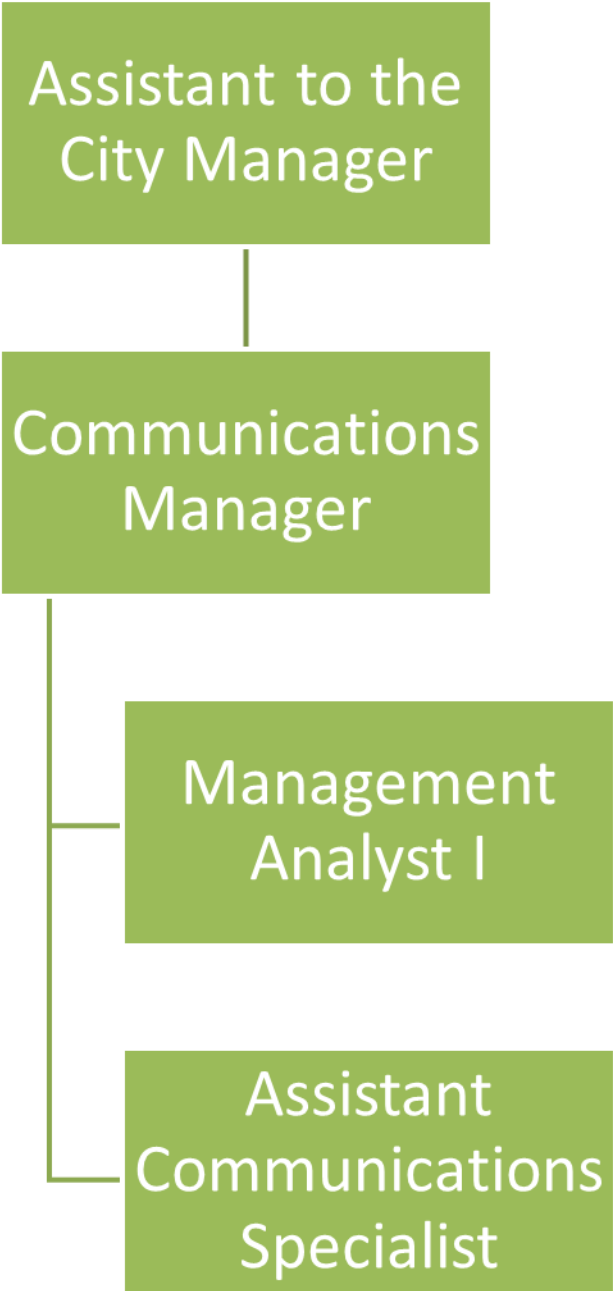 Assistant to the
City Manager
Communications
Manager
Management
Analyst I
Assistant
Communications
Specialist